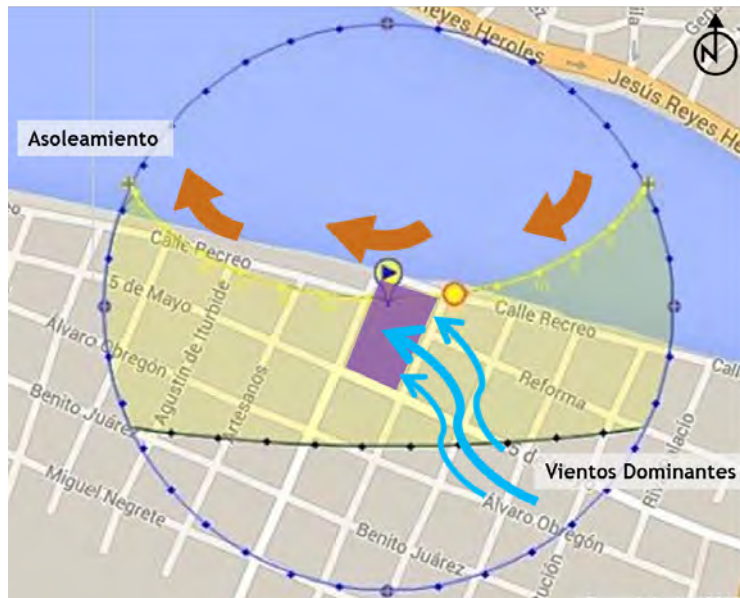 Reyes Heroles
Jesús Reyes Heroles
N
Asoleamiento
Calle Recreo
5 de Mayo
Álvaro Obregón
Agustín de Iturbide
Artesanos
Calle Recreo
Reforma
Benito Juárez
Miguel Negrete
5 d
Vientos Dominantes
Álvaro Obregón
Benito Juárez